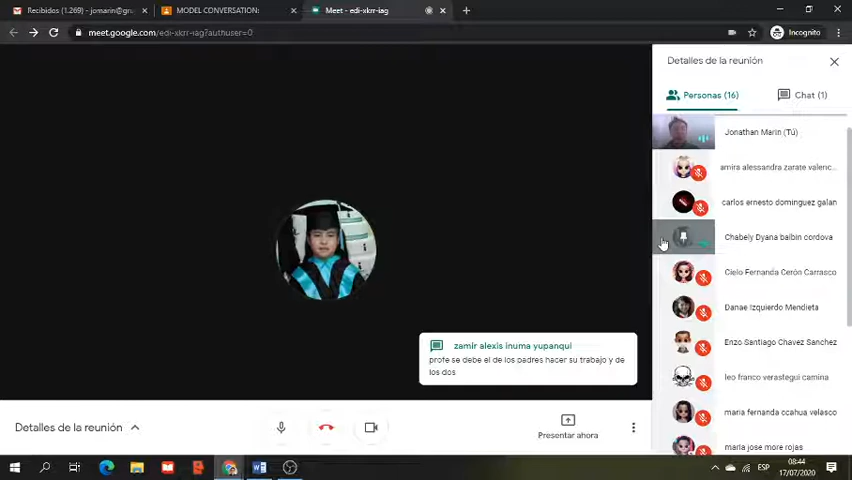 Recibidos (1.269) - jomarin@gn
MODEL CONVERSATION:
Meet - edi-xkrr-iag
meet.google.com/edi-xkrr-iag?authuser=0
Incognito
Detalles de la reunión
Personas (16)
Chat (1)
Jonathan Marin (Tú)
amira alessandra zarate valenc...
carlos ernesto dominguez galan
Chabely Dyana balbin cordova
Cielo Fernanda Cerón Carrasco
Danae Izquierdo Mendieta
Enzo Santiago Chavez Sanchez
leo franco verastegui camina
maria fernanda ccahua velasco
maria jose more rojas
zamir alexis inuma yupanqui
profe se debe el de los padres hacer su trabajo y de
los dos
Detalles de la reunión
Presentar ahora
ESP
08:44
17/07/2020